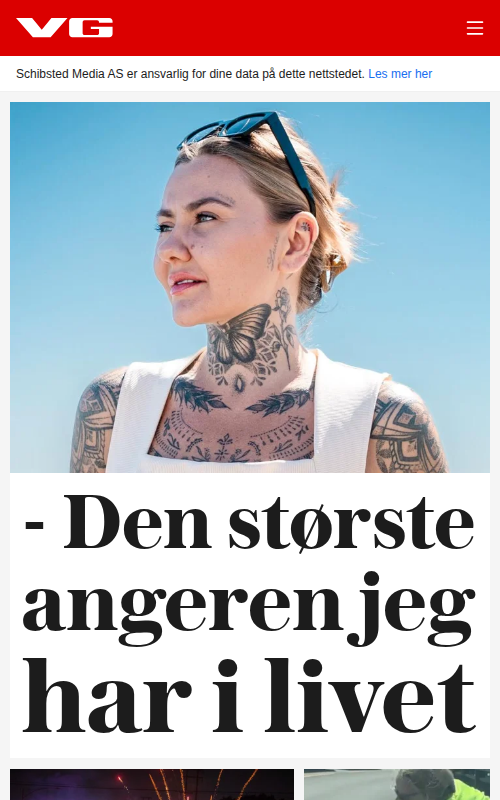 VG
Schibsted Media AS er ansvarlig for dine data på dette nettstedet. Les mer her
- Den største
angeren jeg
har i livet